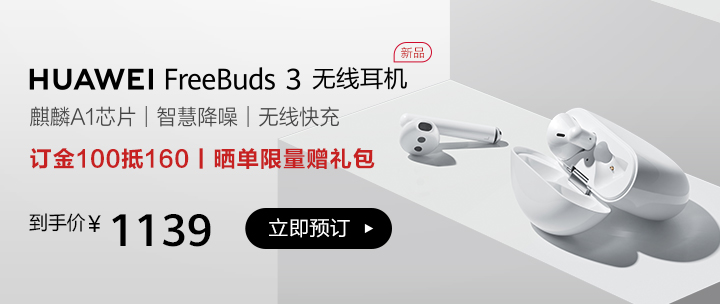 新品
HUAWEI FreeBuds 3 无线耳机
麒麟A1芯片｜智慧降噪｜无线快充
订金100抵160丨晒单限量赠礼包
到手价¥ 1139 立即预订